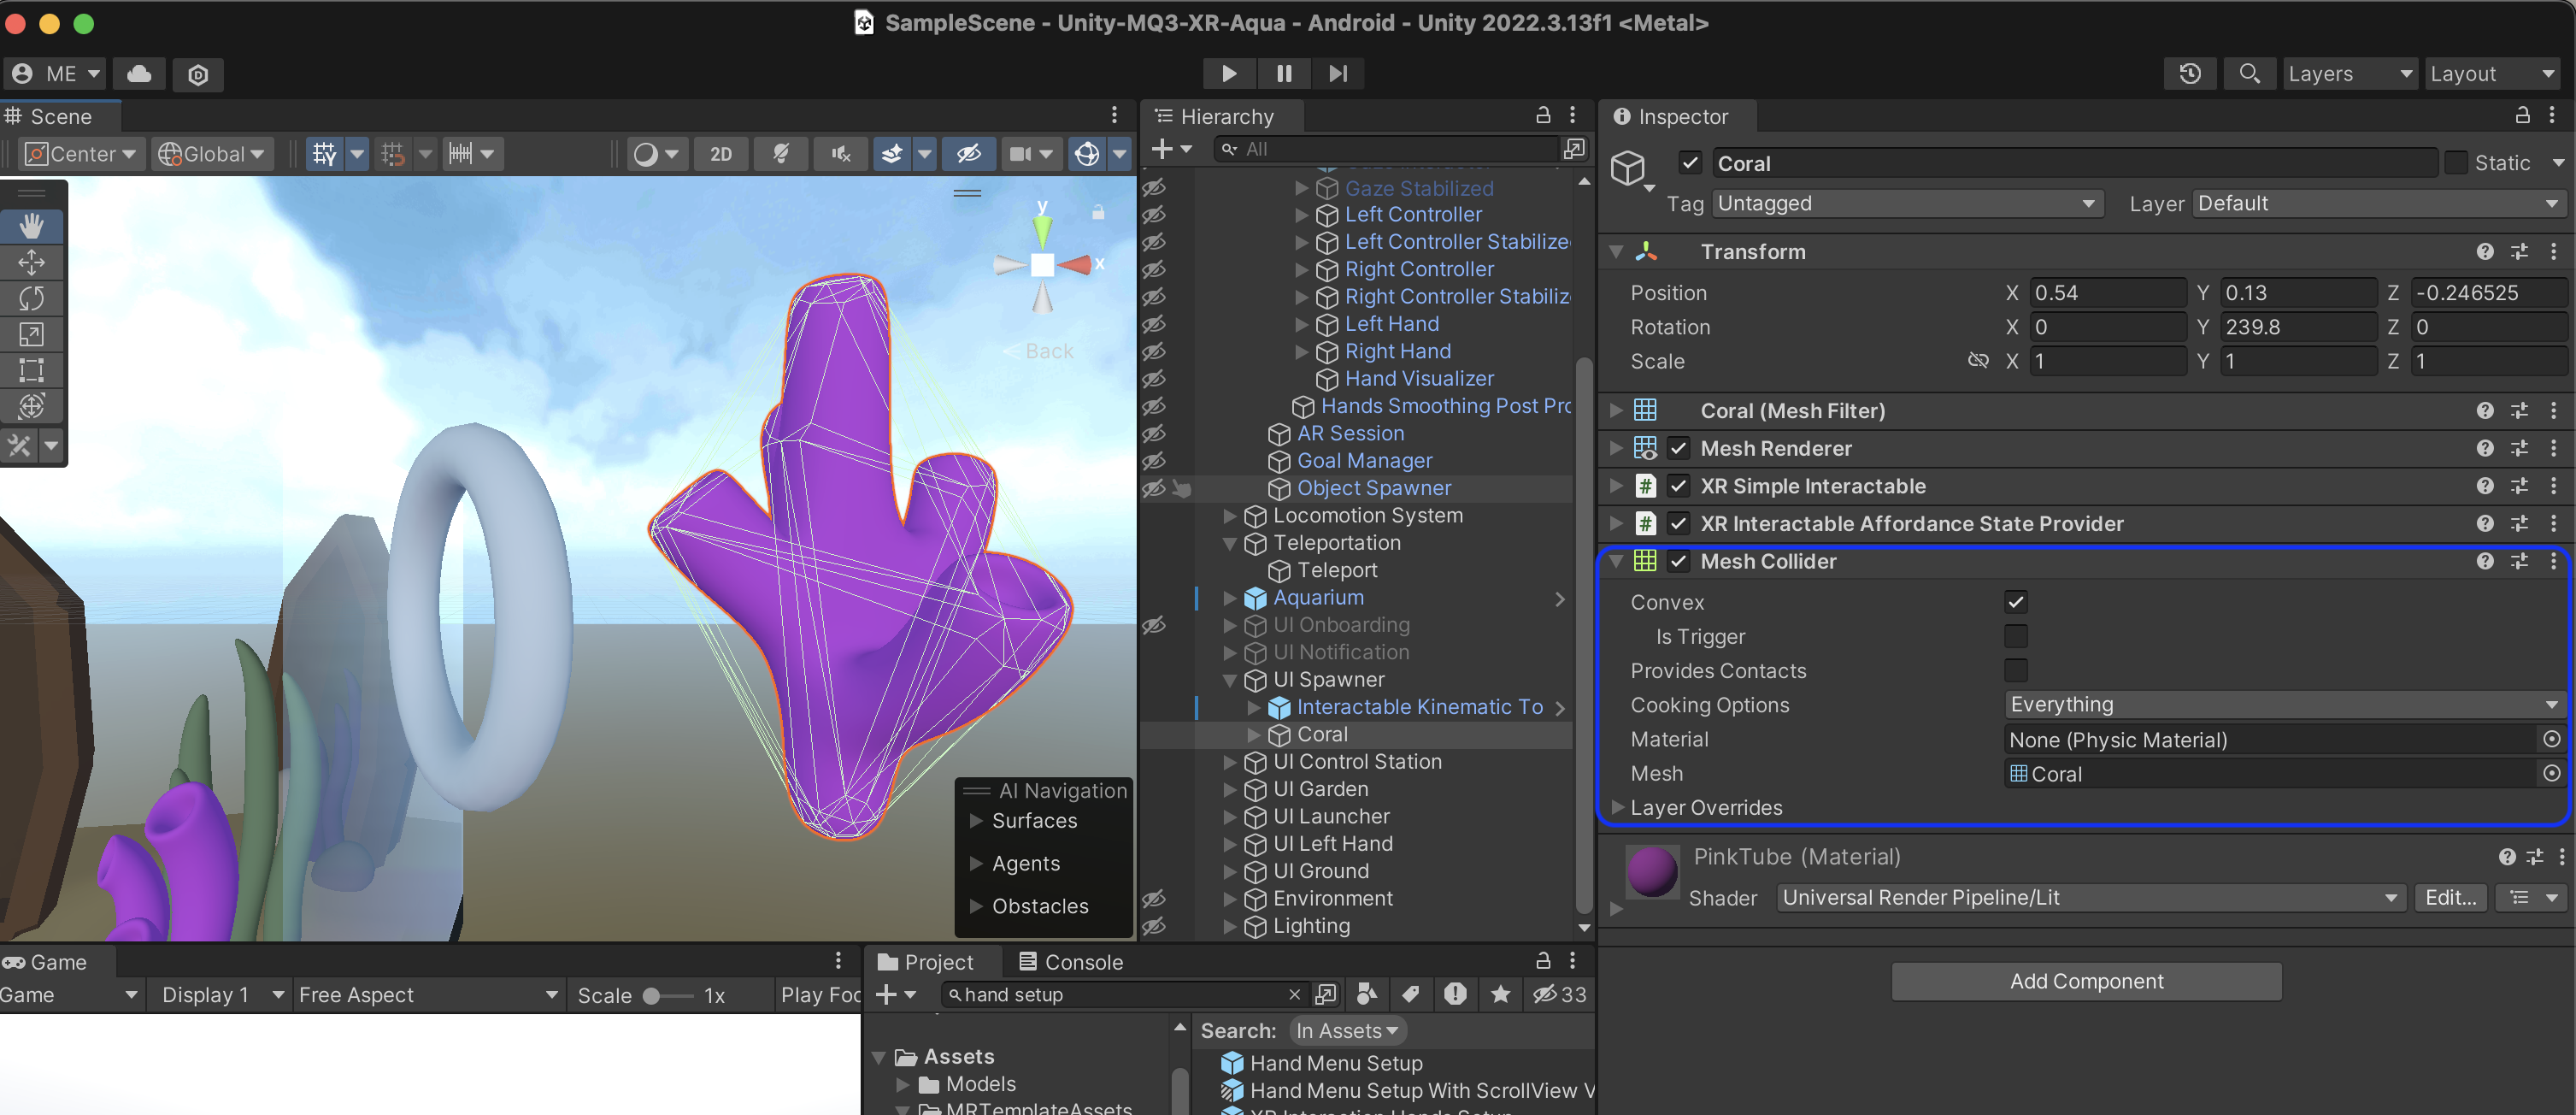 SampleScene - Unity-MQ3-XR-Aqua - Android - Unity 2022.3.13f1 <Metal>
ME
Layers
Layout
Scene
Center
Global
2D
y
x
Back
AI Navigation
Surfaces
Agents
Obstacles
Hierarchy
All
Gaze Stabilized
Left Controller
Left Controller Stabilize
Right Controller
Right Controller Stabiliz
Left Hand
Right Hand
Hand Visualizer
Hands Smoothing Post Pro
AR Session
Goal Manager
Object Spawner
Locomotion System
Teleportation
Teleport
Aquarium
UI Onboarding
UI Notification
UI Spawner
Interactable Kinematic To
Coral
UI Control Station
UI Garden
UI Launcher
UI Left Hand
UI Ground
Environment
Lighting
Inspector
Coral
Static
Tag Untagged Layer Default
Transform
Position X 0.54 Y 0.13 Z -0.246525
Rotation X 0 Y 239.8 Z 0
Scale X 1 Y 1 Z 1
Coral (Mesh Filter)
Mesh Renderer
# XR Simple Interactable
# XR Interactable Affordance State Provider
Mesh Collider
Convex
Is Trigger
Provides Contacts
Cooking Options Everything
Material None (Physic Material)
Mesh Coral
Layer Overrides
PinkTube (Material)
Shader Universal Render Pipeline/Lit Edit...
Add Component
Game
Game Display 1 Free Aspect Scale 1x Play Foc
Project Console
hand setup 33
Assets
Models
MRTemplateAssets
Search: In Assets
Hand Menu Setup
Hand Menu Setup With ScrollView V
XR Interaction Hands Setup